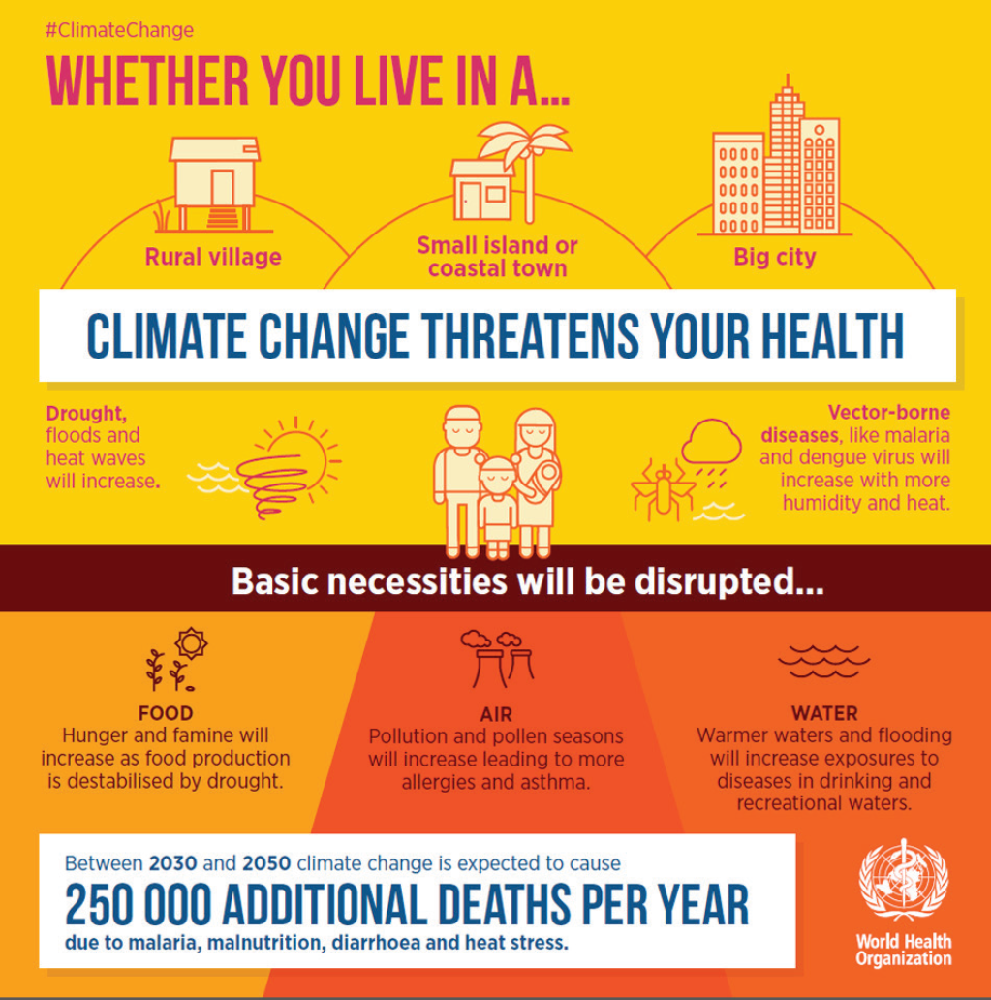 #ClimateChange
WHETHER YOU LIVE IN A...
Rural village
Small island or
coastal town
Big city
CLIMATE CHANGE THREATENS YOUR HEALTH
Drought,
floods and
heat waves
will increase.
Vector-borne
diseases, like malaria
and dengue virus will
increase with more
humidity and heat.
Basic necessities will be disrupted...
FOOD
Hunger and famine will
increase as food production
is destabilised by drought.
AIR
Pollution and pollen seasons
will increase leading to more
allergies and asthma.
WATER
Warmer waters and flooding
will increase exposures to
diseases in drinking and
recreational waters.
Between 2030 and 2050 climate change is expected to cause
250 000 ADDITIONAL DEATHS PER YEAR
due to malaria, malnutrition, diarrhoea and heat stress.
World Health
Organization